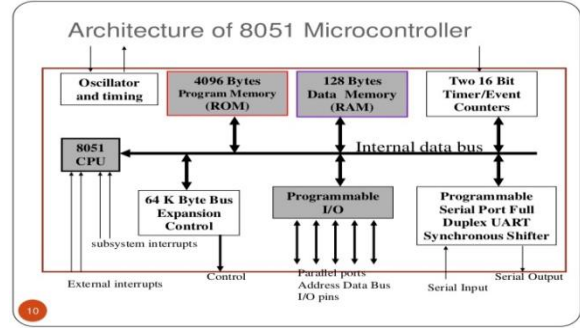 Architecture of 8051 Microcontroller
Oscillator
and timing
4096 Bytes
Program Memory
(ROM)
128 Bytes
Data Memory
(RAM)
Two 16 Bit
Timer/Event
Counters
8051
CPU
Internal data bus
64 K Byte Bus
Expansion
Control
Programmable
I/O
Programmable
Serial Port Full
Duplex UART
Synchronous Shifter
subsystem interrupts
External interrupts
Control
Parallel ports
Address Data Bus
I/O pins
Serial Input
Serial Output
10